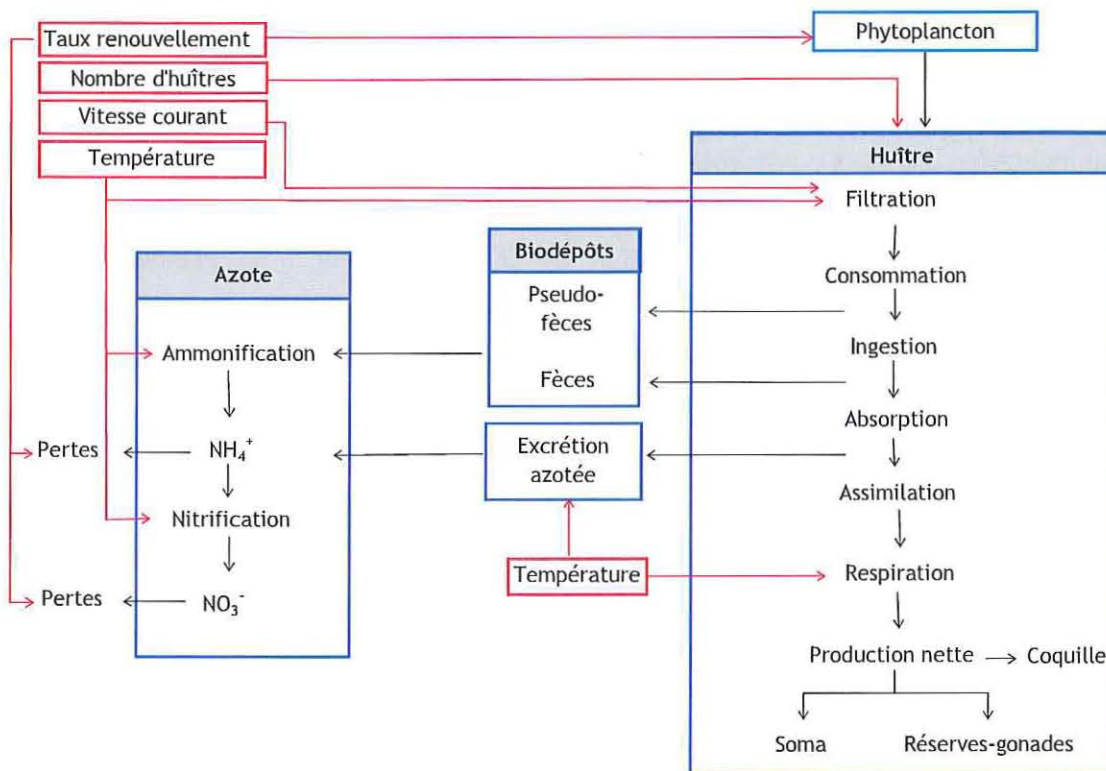 Taux renouvellement
Nombre d'huîtres
Vitesse courant
Température
Phytoplancton
Huître
Filtration
Consommation
Ingestion
Absorption
Assimilation
Respiration
Production nette
Coquille
Soma
Réserves-gonades
Biodépôts
Pseudo-
fèces
Fèces
Excrétion
azotée
Température
Azote
Ammonification
NH₄⁺
Nitrification
NO₃⁻
Pertes
Pertes